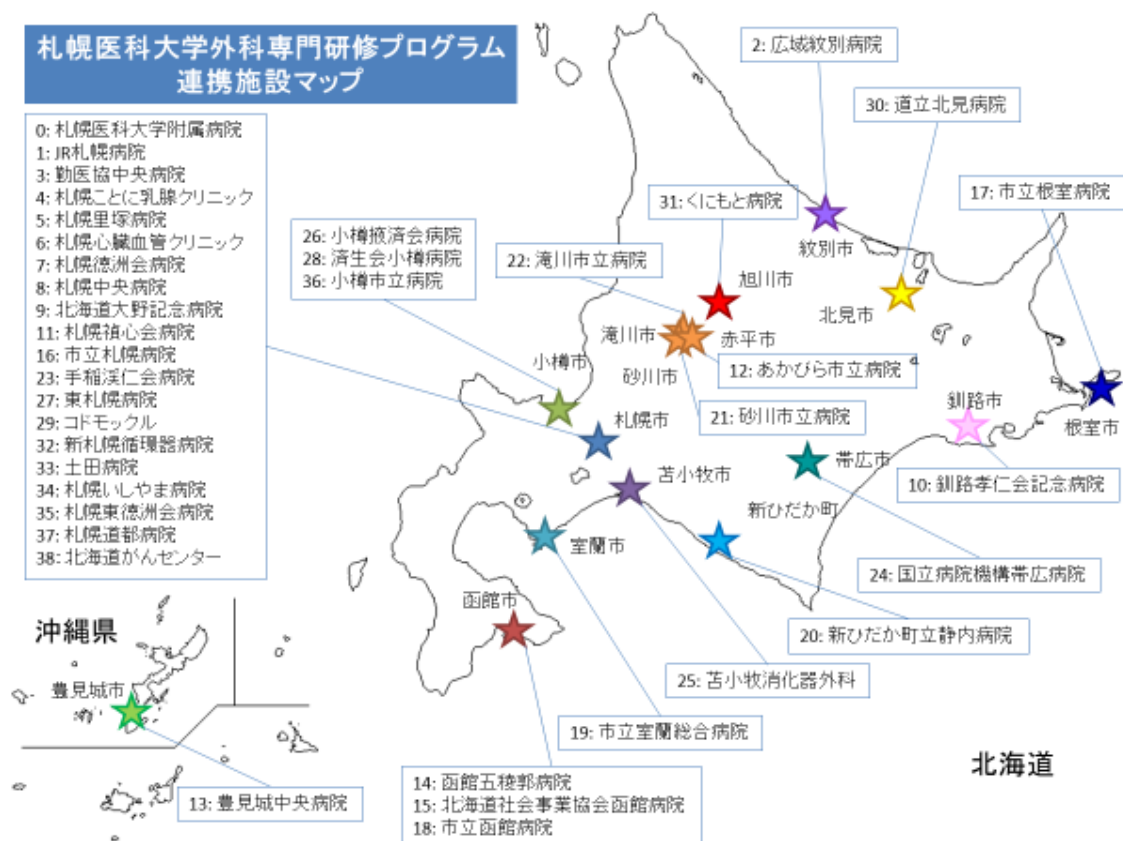 札幌医科大学外科専門研修プログラム
連携施設マップ
0: 札幌医科大学附属病院
1: JR札幌病院
3: 勤医協中央病院
4: 札幌ことに乳腺クリニック
5: 札幌里塚病院
6: 札幌心臓血管クリニック
7: 札幌徳洲会病院
8: 札幌中央病院
9: 北海道大野記念病院
11: 札幌禎心会病院
16: 市立札幌病院
23: 手稲渓仁会病院
27: 東札幌病院
29: コドモックル
32: 新札幌循環器病院
33: 土田病院
34: 札幌いしやま病院
35: 札幌東徳洲会病院
37: 札幌道都病院
38: 北海道がんセンター
2: 広域紋別病院
30: 道立北見病院
17: 市立根室病院
31: くにもと病院
26: 小樽掖済会病院
28: 済生会小樽病院
36: 小樽市立病院
22: 滝川市立病院
紋別市
旭川市
北見市
滝川市
赤平市
小樽市
砂川市
12: あかびら市立病院
21: 砂川市立病院
札幌市
釧路市
根室市
帯広市
苫小牧市
10: 釧路孝仁会記念病院
新ひだか町
室蘭市
24: 国立病院機構帯広病院
函館市
20: 新ひだか町立静内病院
25: 苫小牧消化器外科
19: 市立室蘭総合病院
沖縄県
豊見城市
13: 豊見城中央病院
14: 函館五稜郭病院
15: 北海道社会事業協会函館病院
18: 市立函館病院
北海道